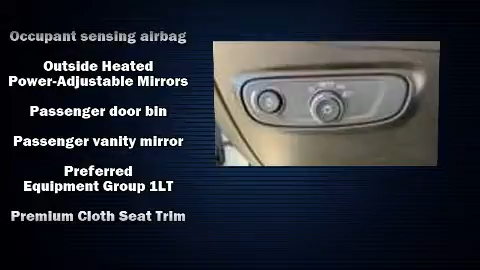 Occupant sensing airbag
Outside Heated
Power-Adjustable Mirrors
Passenger door bin
Passenger vanity mirror
Preferred
Equipment Group 1LT
Premium Cloth Seat Trim